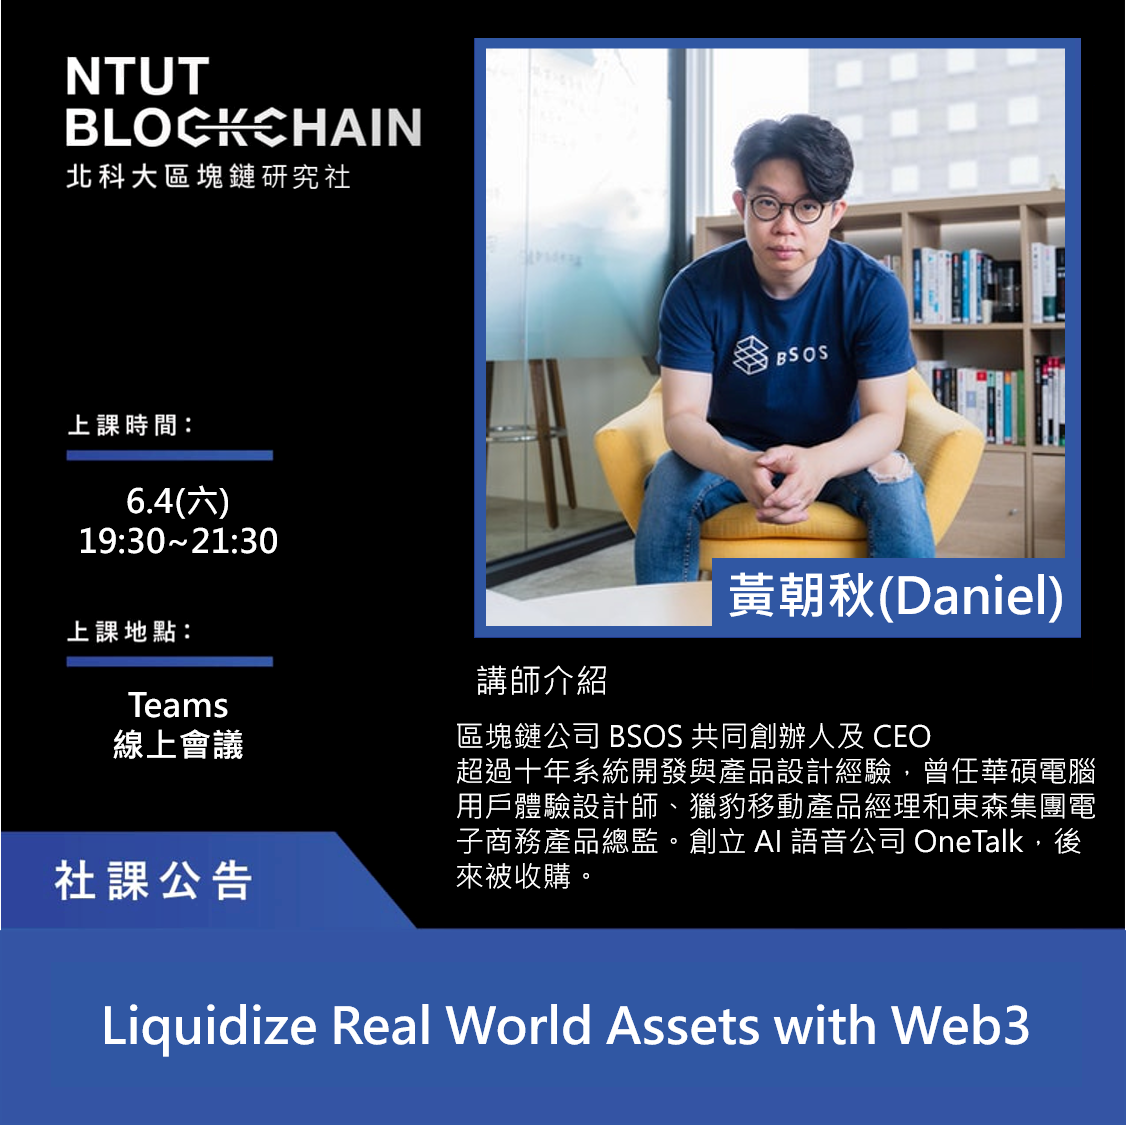 NTUT
BLOCKCHAIN
北科大區塊鏈研究社
上課時間：
6.4(六)
19:30~21:30
上課地點：
Teams
線上會議
社課公告
BSOS
黃朝秋(Daniel)
講師介紹
區塊鏈公司 BSOS 共同創辦人及 CEO
超過十年系統開發與產品設計經驗，曾任華碩電腦
用戶體驗設計師、獵豹移動產品經理和東森集團電
子商務產品總監。創立 AI 語音公司 OneTalk，後
來被收購。
Liquidize Real World Assets with Web3